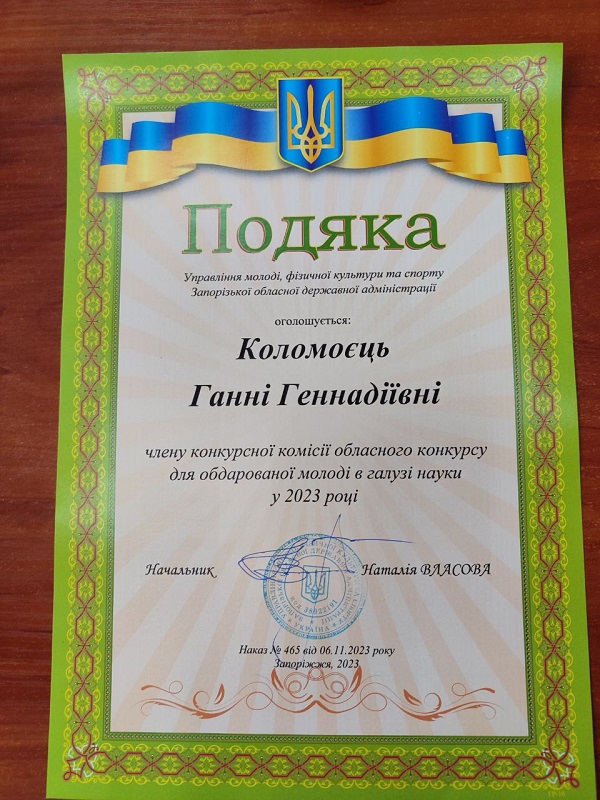 Подяка
Управління молоді, фізичної культури та спорту
Запорізької обласної державної адміністрації
оголошується:
Коломоєць
Ганні Геннадіївні
члену конкурсної комісії обласного конкурсу
для обдарованої молоді в галузі науки
у 2023 році
Начальник Наталія ВЛАСОВА
УКРАЇНА
Наказ № 465 від 06.11.2023 року
Запоріжжя, 2023